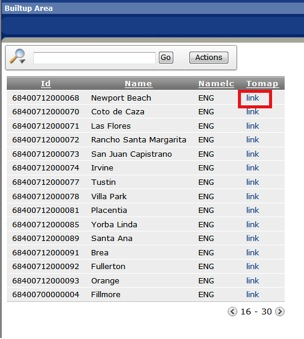 Builtup Area
Go Actions
Id Name Namelc Tomap
68400712000068 Newport Beach ENG link
68400712000070 Coto de Caza ENG link
68400712000071 Las Flores ENG link
68400712000072 Rancho Santa Margarita ENG link
68400712000073 San Juan Capistrano ENG link
68400712000074 Irvine ENG link
68400712000077 Tustin ENG link
68400712000078 Villa Park ENG link
68400712000081 Placentia ENG link
68400712000085 Yorba Linda ENG link
68400712000089 Santa Ana ENG link
68400712000091 Brea ENG link
68400712000092 Fullerton ENG link
68400712000093 Orange ENG link
68400700000004 Fillmore ENG link
16 - 30